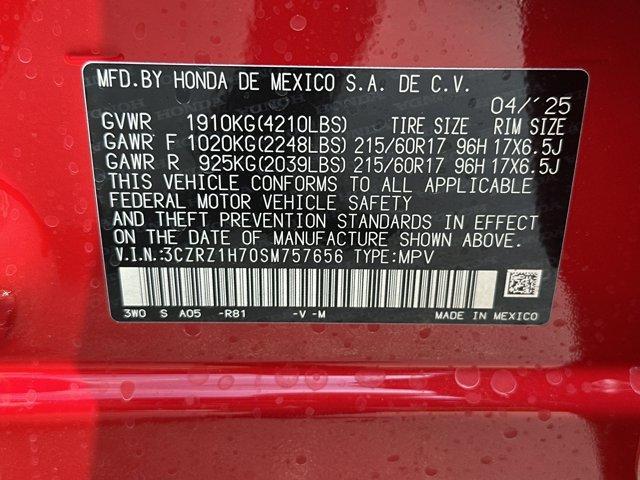 MFD.BY HONDA DE MEXICO S.A. DE C.V.
04/'25
GVWR 1910KG(4210LBS) TIRE SIZE RIM SIZE
GAWR F 1020KG(2248LBS) 215/60R17 96H 17X6.5J
GAWR R 925KG(2039LBS) 215/60R17 96H 17X6.5J
THIS VEHICLE CONFORMS TO ALL APPLICABLE
FEDERAL MOTOR VEHICLE SAFETY
AND THEFT PREVENTION STANDARDS IN EFFECT
ON THE DATE OF MANUFACTURE SHOWN ABOVE.
V.I.N.:3CZRZ1H70SM757656 TYPE:MPV
3W0 S A05 -R81 -V -M MADE IN MEXICO